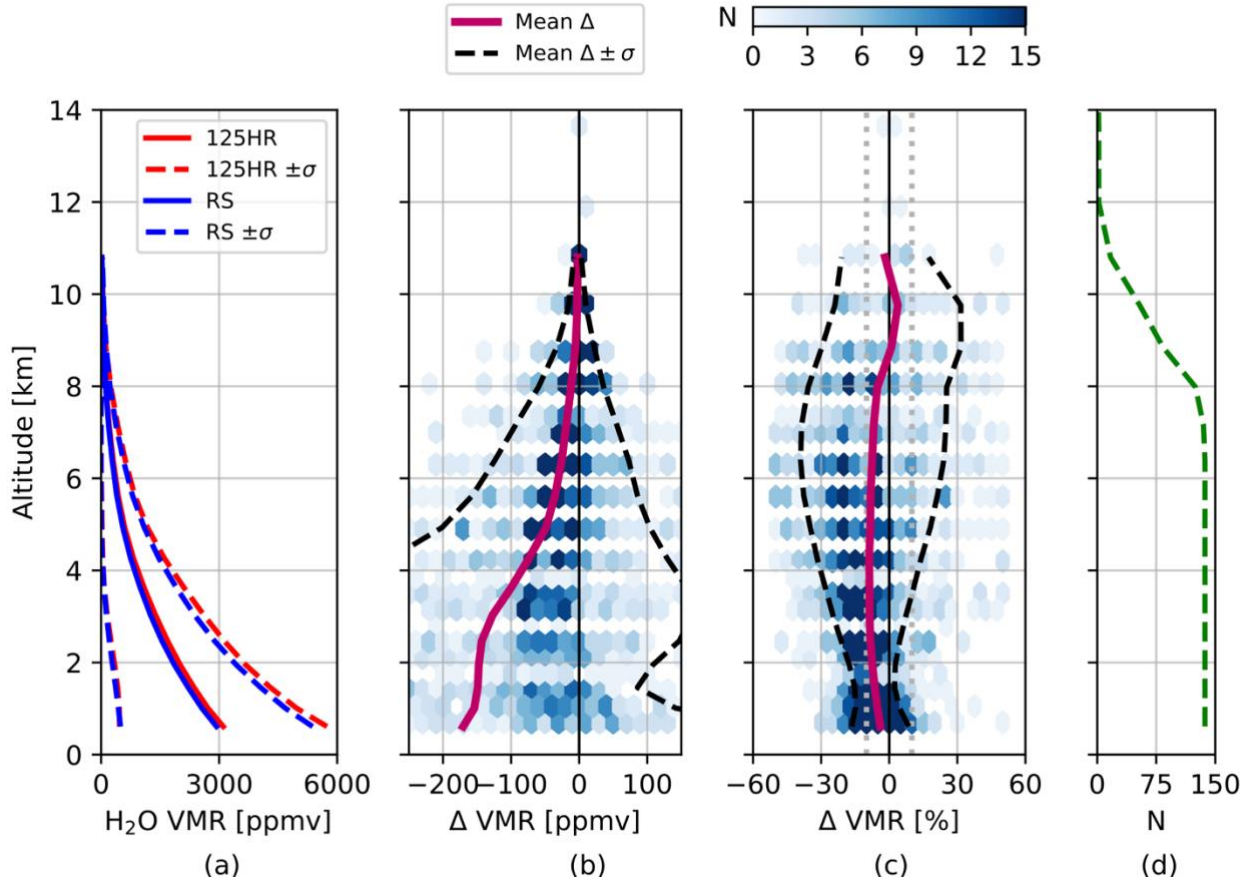 Mean Δ
Mean Δ ± σ
N
0 3 6 9 12 15
125HR
125HR ±σ
RS
RS ±σ
Altitude [km]
14
12
10
8
6
4
2
0
0 3000 6000
−200 −100 0 100
−60 −30 0 30 60
0 75 150
H₂O VMR [ppmv]
Δ VMR [ppmv]
Δ VMR [%]
N
(a) (b) (c) (d)